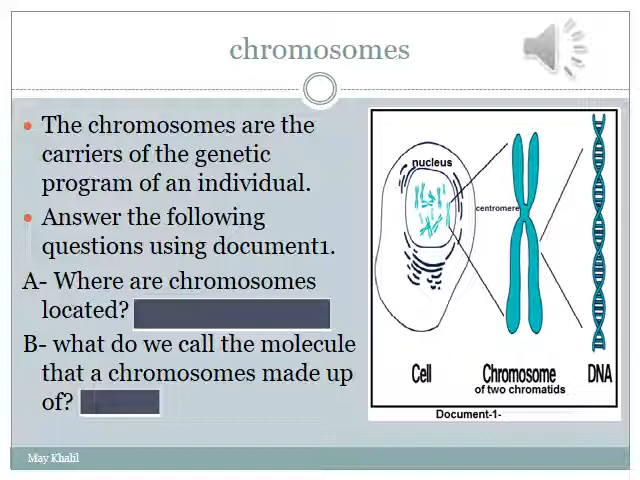 chromosomes
The chromosomes are the
carriers of the genetic
program of an individual.
Answer the following
questions using document1.
A- Where are chromosomes
located?
B- what do we call the molecule
that a chromosomes made up
of?
nucleus
centromere
Cell
Chromosome
of two chromatids
DNA
Document-1-
May Khalil